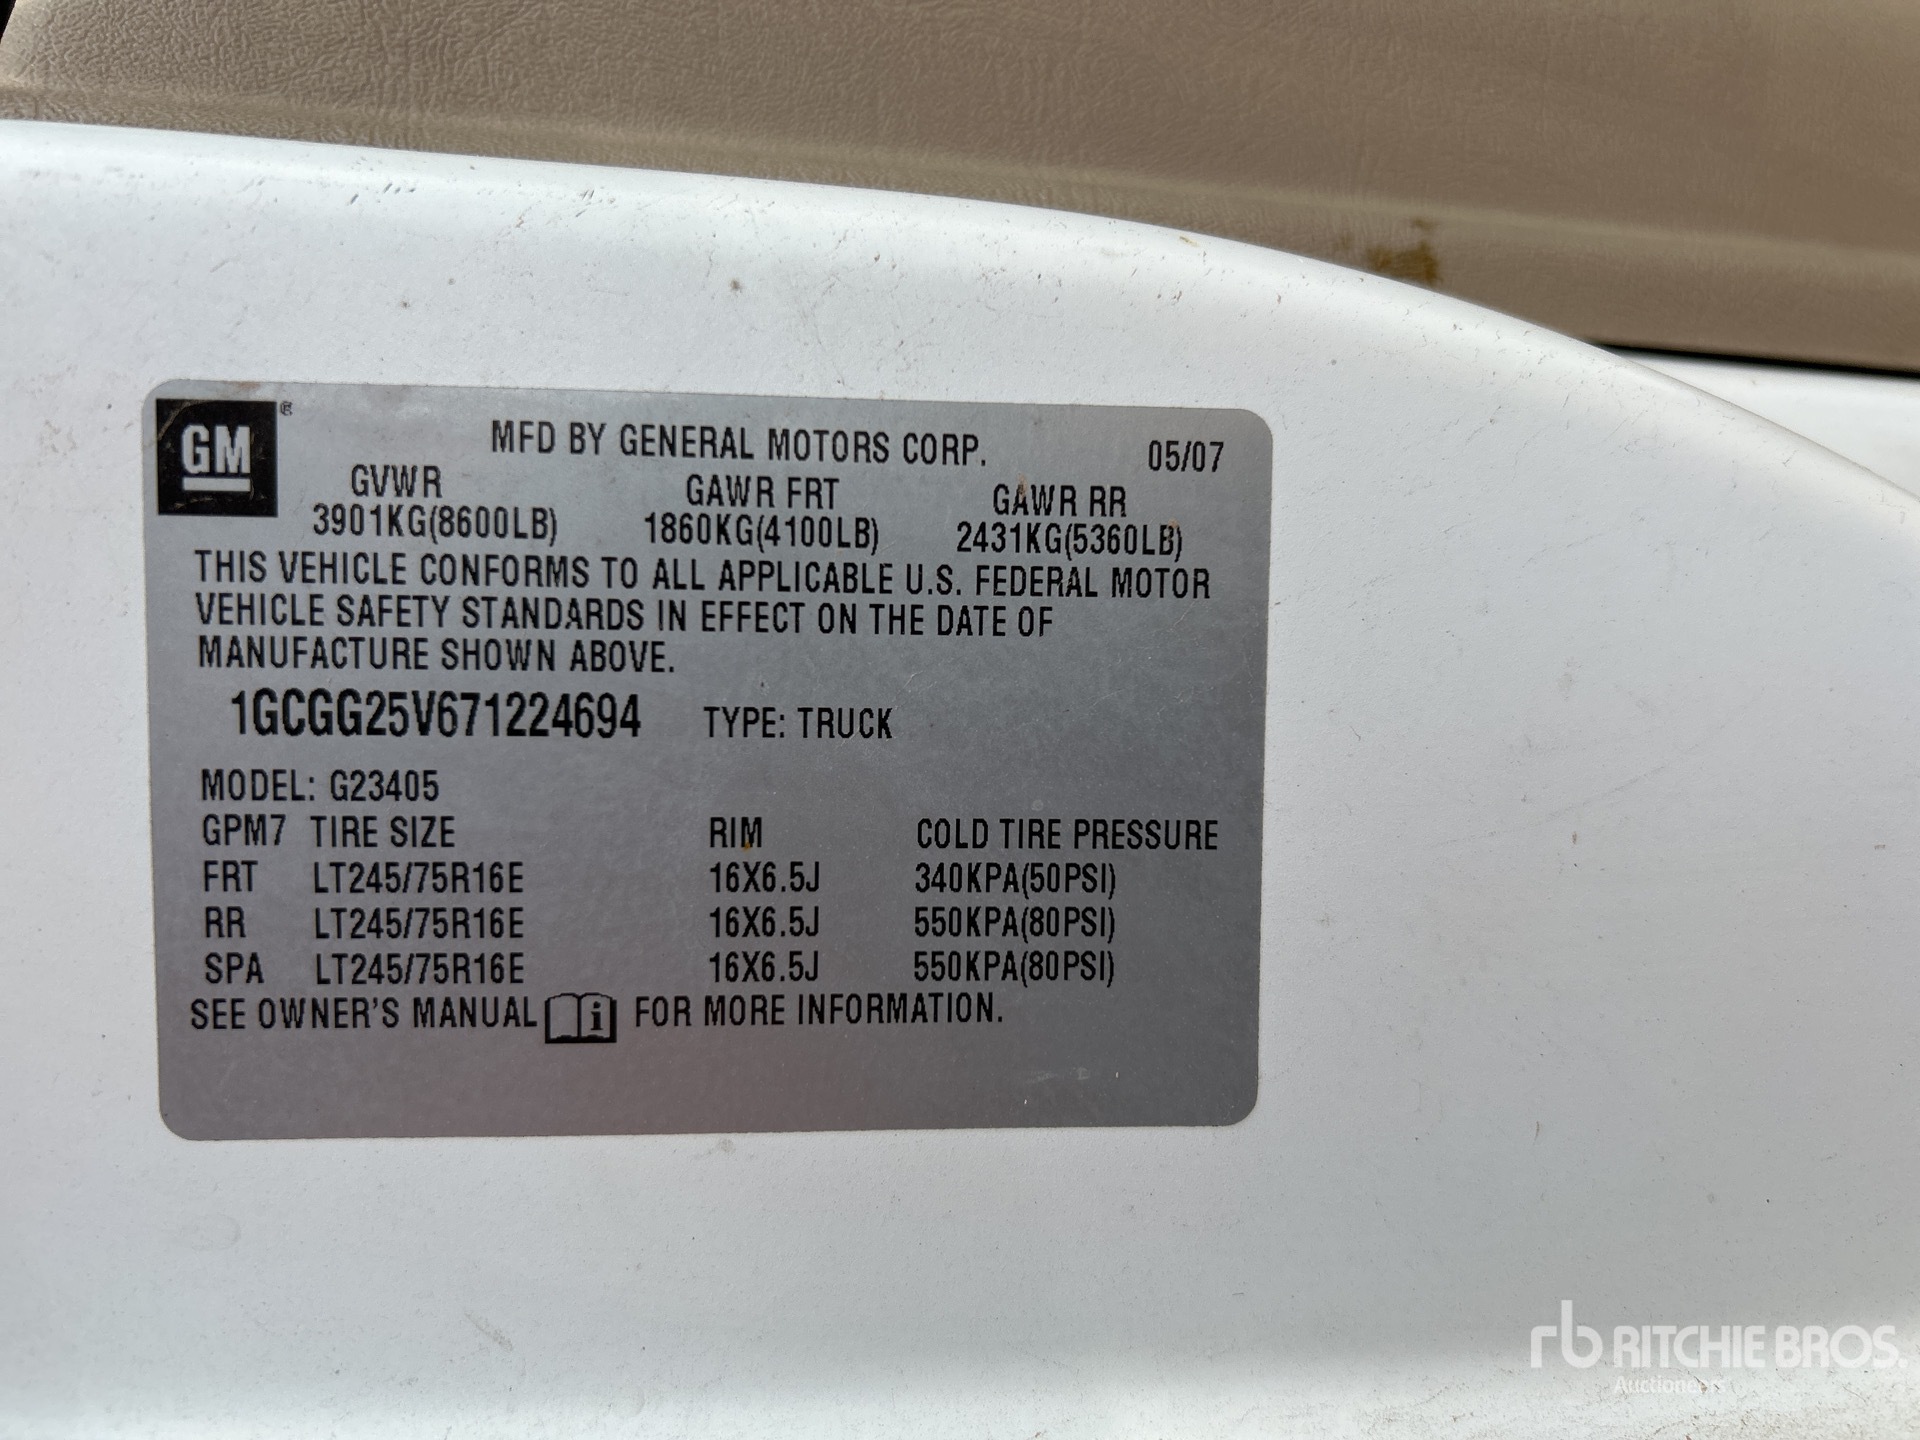 GM ®
MFD BY GENERAL MOTORS CORP. 05/07
GVWR GAWR FRT GAWR RR
3901KG(8600LB) 1860KG(4100LB) 2431KG(5360LB)
THIS VEHICLE CONFORMS TO ALL APPLICABLE U.S. FEDERAL MOTOR
VEHICLE SAFETY STANDARDS IN EFFECT ON THE DATE OF
MANUFACTURE SHOWN ABOVE.
1GCGG25V671224694 TYPE: TRUCK
MODEL: G23405
GPM7 TIRE SIZE RIM COLD TIRE PRESSURE
FRT LT245/75R16E 16X6.5J 340KPA(50PSI)
RR LT245/75R16E 16X6.5J 550KPA(80PSI)
SPA LT245/75R16E 16X6.5J 550KPA(80PSI)
SEE OWNER'S MANUAL i FOR MORE INFORMATION.
rb RITCHIE BROS.
Auctioneers